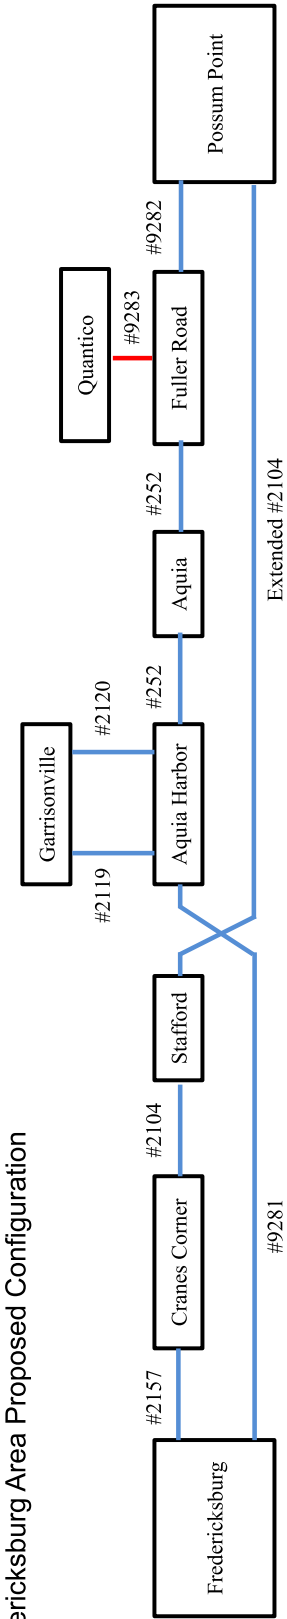 ericksburg Area Proposed Configuration
Garrisonville
Quantico
#2119
#2120
#9283
#2157
#2104
#252
#252
#9282
Fredericksburg
Cranes Corner
Stafford
Aquia Harbor
Aquia
Fuller Road
Possum Point
#9281
Extended #2104